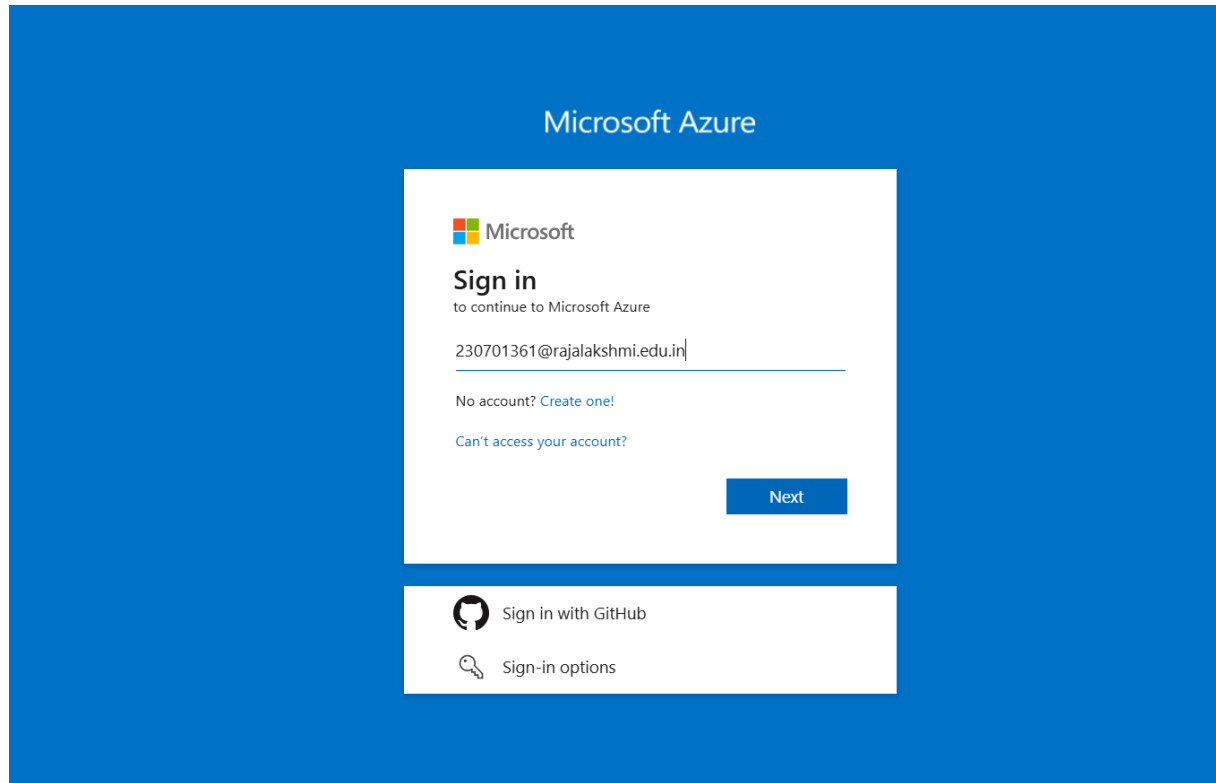 Microsoft Azure
Microsoft
Sign in
to continue to Microsoft Azure
230701361@rajalakshmi.edu.in
No account? Create one!
Can't access your account?
Next
Sign in with GitHub
Sign-in options